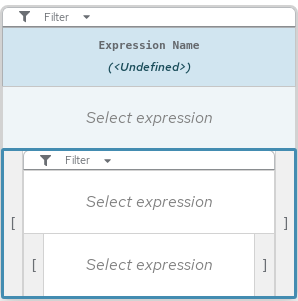 Filter
Expression Name
(<Undefined>)
Select expression
Filter
[ Select expression ]
[ Select expression ]